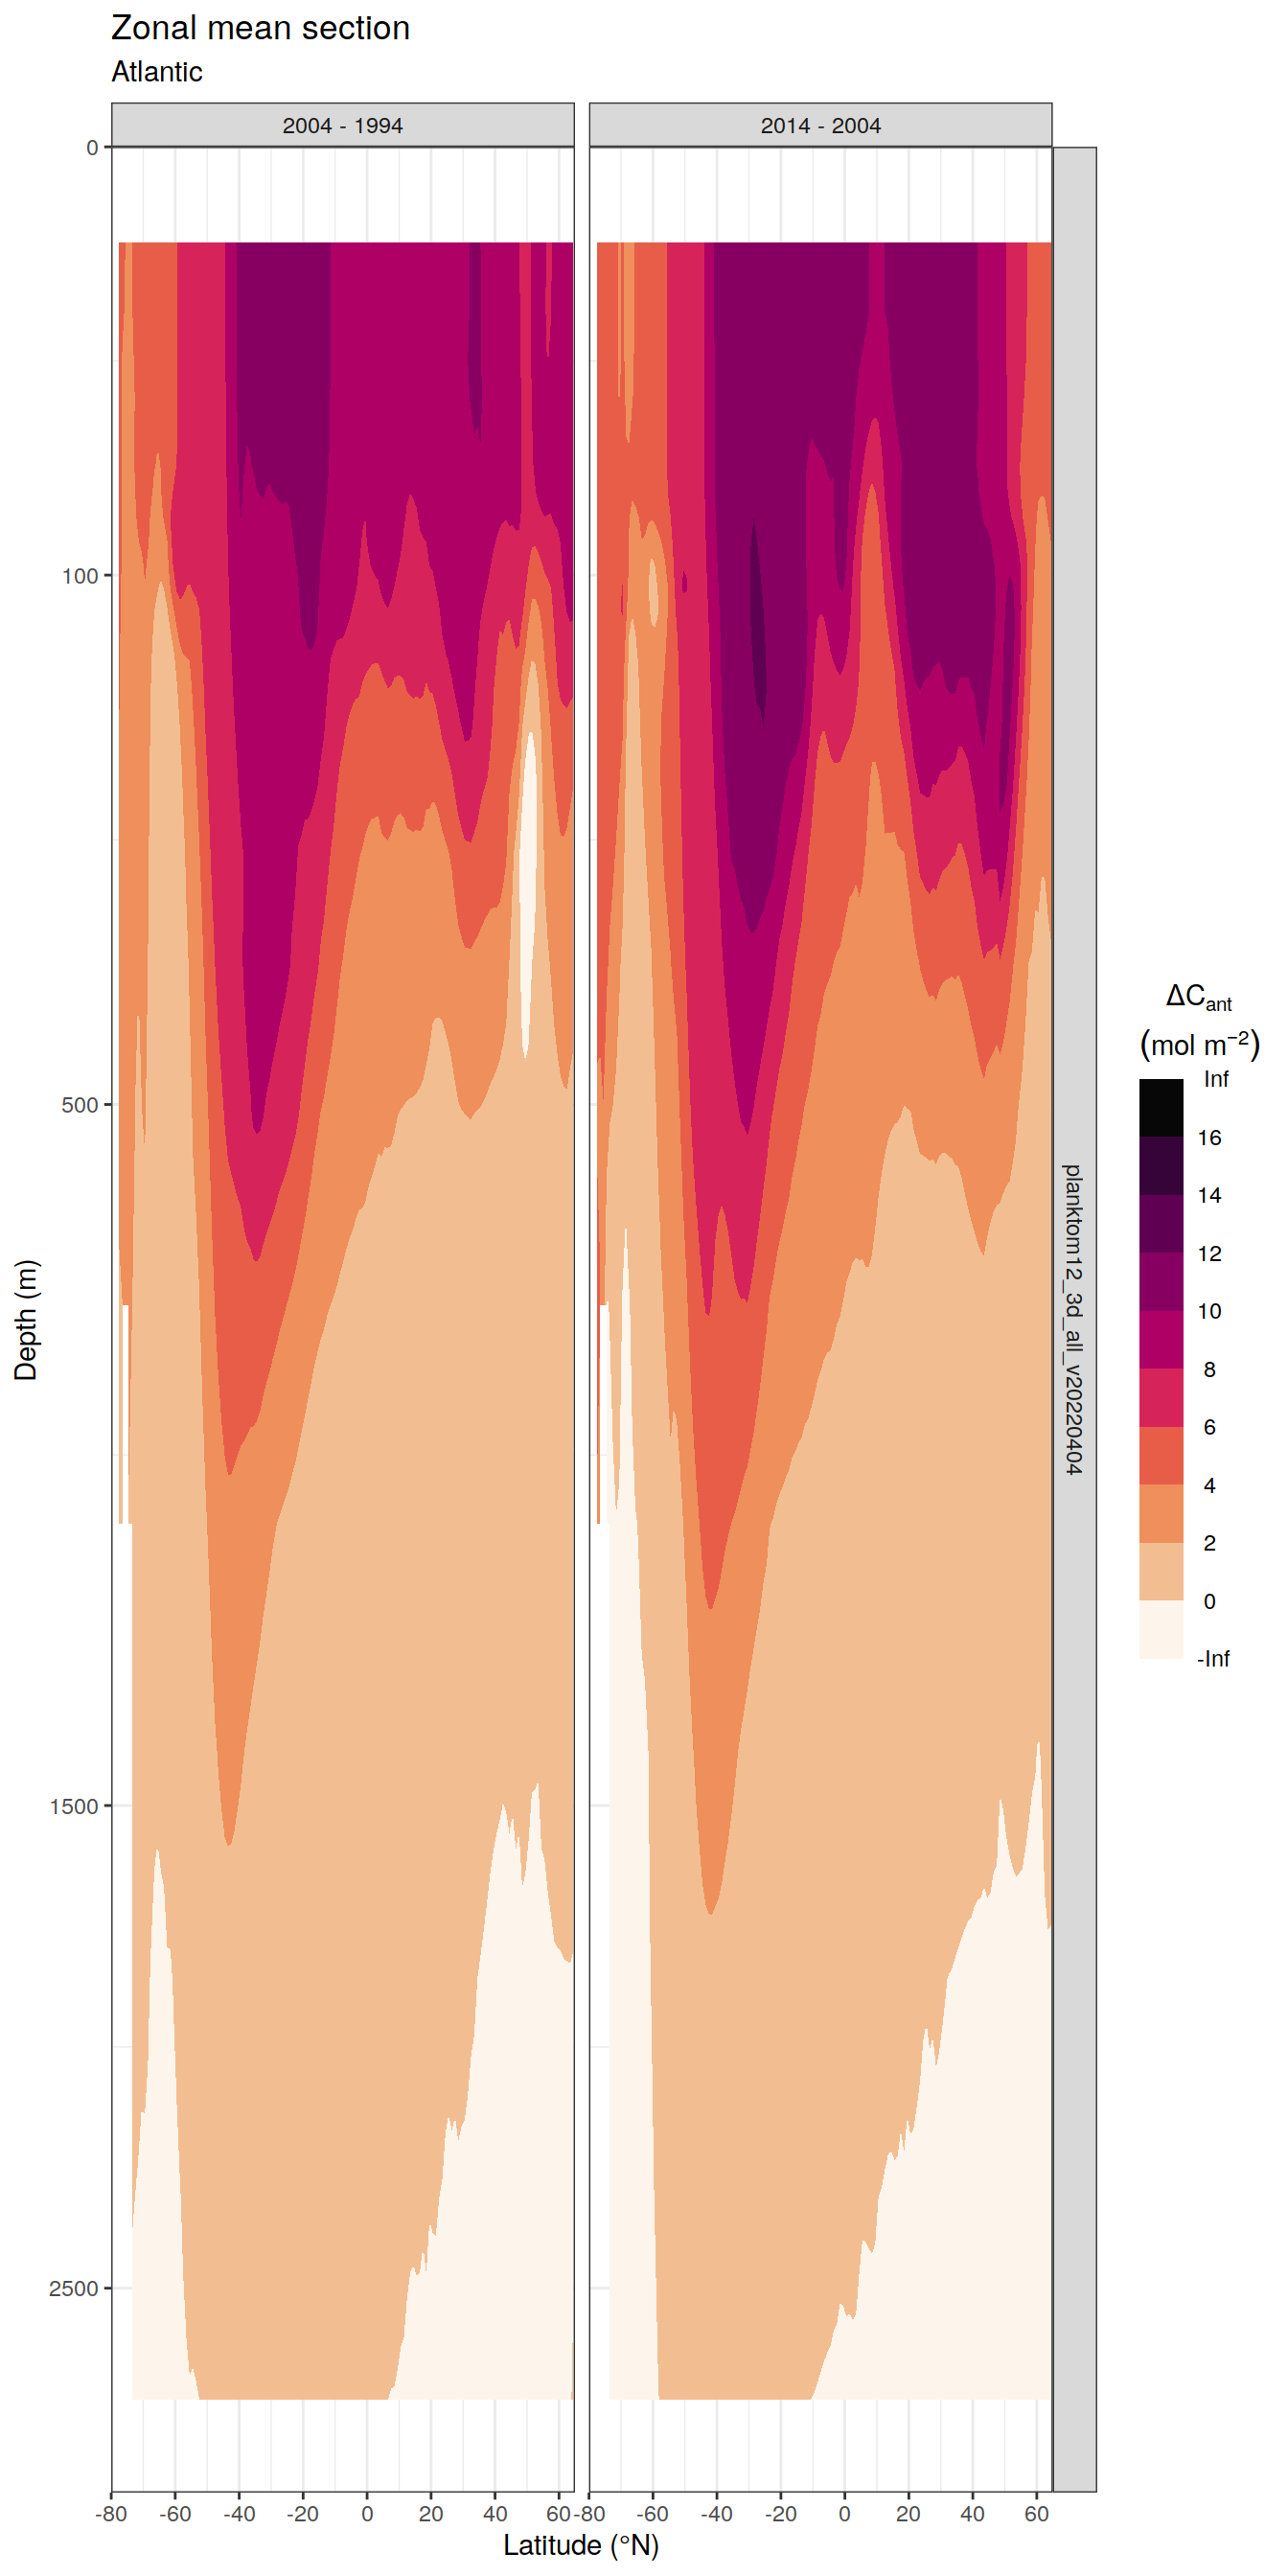 Zonal mean section
Atlantic
2004 - 1994
2014 - 2004
0
100
500
1500
2500
Depth (m)
planktom12_3d_all_v20220404
ΔCant
(mol m⁻²)
Inf
16
14
12
10
8
6
4
2
0
-Inf
-80 -60 -40 -20 0 20 40 60
-80 -60 -40 -20 0 20 40 60
Latitude (°N)